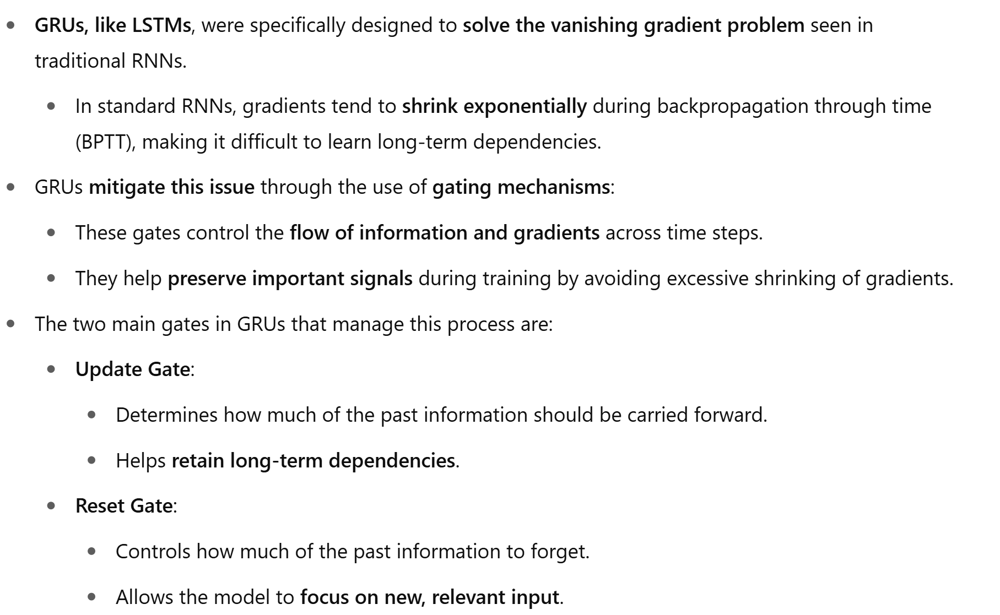 GRUs, like LSTMs, were specifically designed to solve the vanishing gradient problem seen in
traditional RNNs.
In standard RNNs, gradients tend to shrink exponentially during backpropagation through time
(BPTT), making it difficult to learn long-term dependencies.
GRUs mitigate this issue through the use of gating mechanisms:
These gates control the flow of information and gradients across time steps.
They help preserve important signals during training by avoiding excessive shrinking of gradients.
The two main gates in GRUs that manage this process are:
Update Gate:
Determines how much of the past information should be carried forward.
Helps retain long-term dependencies.
Reset Gate:
Controls how much of the past information to forget.
Allows the model to focus on new, relevant input.